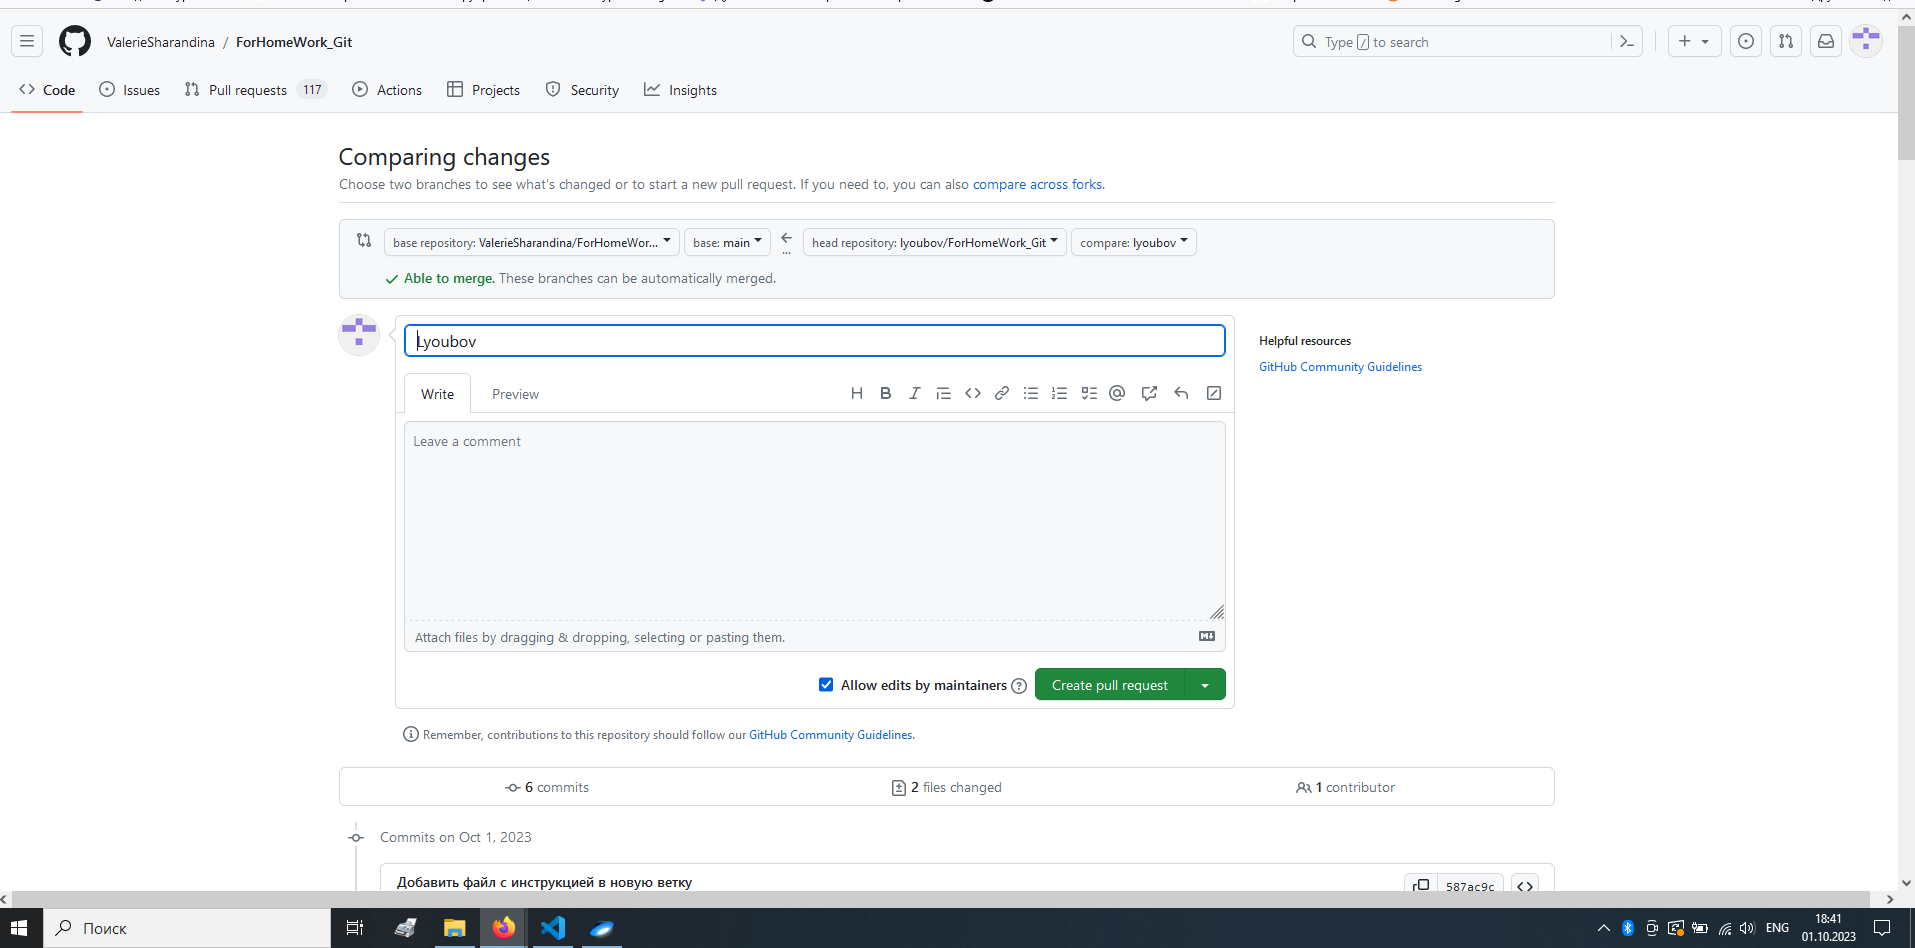 ValerieSharandina / ForHomeWork_Git
Type / to search
Code Issues Pull requests 117 Actions Projects Security Insights
Comparing changes
Choose two branches to see what's changed or to start a new pull request. If you need to, you can also compare across forks.
base repository: ValerieSharandina/ForHomeWor... base: main head repository: lyoubov/ForHomeWork_Git compare: lyoubov
Able to merge. These branches can be automatically merged.
Lyoubov
Helpful resources
GitHub Community Guidelines
Write Preview
Leave a comment
Attach files by dragging & dropping, selecting or pasting them.
Allow edits by maintainers Create pull request
Remember, contributions to this repository should follow our GitHub Community Guidelines.
6 commits 2 files changed 1 contributor
Commits on Oct 1, 2023
Добавить файл с инструкцией в новую ветку 587ac9c
Поиск
ENG
18:41
01.10.2023